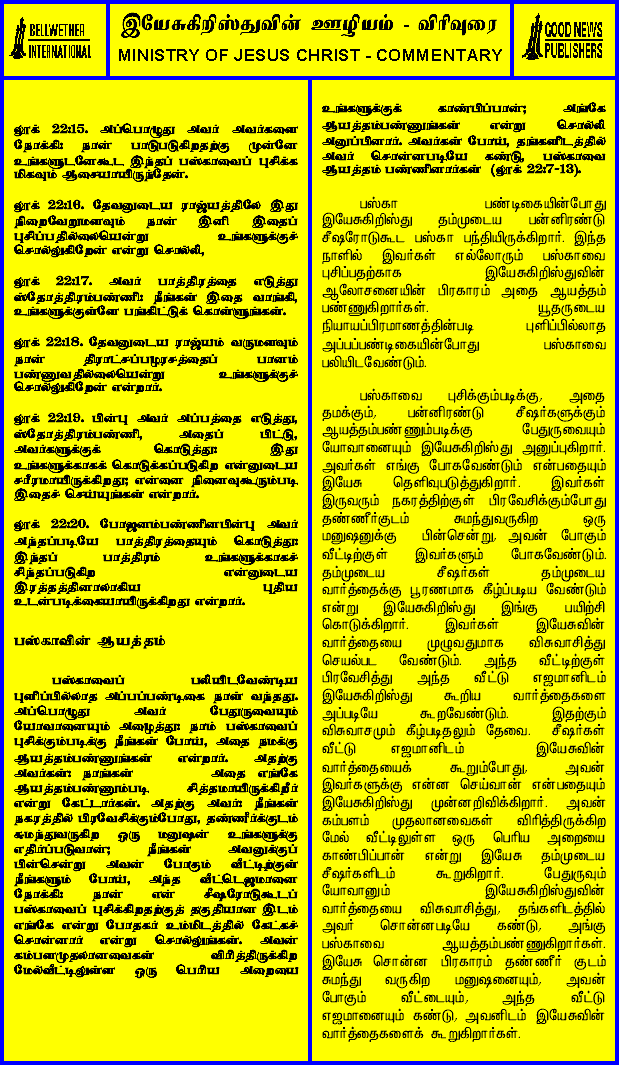 BELLWETHER
INTERNATIONAL
இயேசுகிறிஸ்துவின் ஊழியம் - விரிவுரை
MINISTRY OF JESUS CHRIST - COMMENTARY
GOOD NEWS
PUBLISHERS
லூக் 22:15. அப்பொழுது அவர் அவர்களை
நோக்கி: நான் பாடுபடுகிறதற்கு முன்னே
உங்களுடனேகூட இந்தப் பஸ்காவைப் புசிக்க
மிகவும் ஆசையாயிருந்தேன்.
லூக் 22:16. தேவனுடைய ராஜ்யத்திலே இது
நிறைவேறுமளவும் நான் இனி இதைப்
புசிப்பதில்லையென்று உங்களுக்குச்
சொல்லுகிறேன் என்று சொல்லி,
லூக் 22:17. அவர் பாத்திரத்தை எடுத்து
ஸ்தோத்திரம்பண்ணி: நீங்கள் இதை வாங்கி,
உங்களுக்குள்ளே பங்கிட்டுக் கொள்ளுங்கள்.
லூக் 22:18. தேவனுடைய ராஜ்யம் வருமளவும்
நான் திராட்சப்பழரசத்தைப் பானம்
பண்ணுவதில்லையென்று உங்களுக்குச்
சொல்லுகிறேன் என்றார்.
லூக் 22:19. பின்பு அவர் அப்பத்தை எடுத்து,
ஸ்தோத்திரம்பண்ணி, அதைப் பிட்டு,
அவர்களுக்குக் கொடுத்து: இது
உங்களுக்காகக் கொடுக்கப்படுகிற என்னுடைய
சரீரமாயிருக்கிறது; என்னை நினைவுகூரும்படி
இதைச் செய்யுங்கள் என்றார்.
லூக் 22:20. போஜனம்பண்ணினபின்பு அவர்
அந்தப்படியே பாத்திரத்தையும் கொடுத்து:
இந்தப் பாத்திரம் உங்களுக்காகச்
சிந்தப்படுகிற என்னுடைய
இரத்தத்தினாலாகிய புதிய
உடன்படிக்கையாயிருக்கிறது என்றார்.
பஸ்காவின் ஆயத்தம்
பஸ்காவைப் பலியிடவேண்டிய
புளிப்பில்லாத அப்பப்பண்டிகை நாள் வந்தது.
அப்பொழுது அவர் பேதுருவையும்
யோவானையும் அழைத்து: நாம் பஸ்காவைப்
புசிக்கும்படிக்கு நீங்கள் போய், அதை நமக்கு
ஆயத்தம்பண்ணுங்கள் என்றார். அதற்கு
அவர்கள்: நாங்கள் அதை எங்கே
ஆயத்தம்பண்ணும்படி சித்தமாயிருக்கிறீர்
என்று கேட்டார்கள். அதற்கு அவர்: நீங்கள்
நகரத்தில் பிரவேசிக்கும்போது, தண்ணீர்க்குடம்
சுமந்துவருகிற ஒரு மனுஷன் உங்களுக்கு
எதிர்ப்படுவான்; நீங்கள் அவனுக்குப்
பின்சென்று அவன் போகும் வீட்டிற்குள்
நீங்களும் போய், அந்த வீட்டெஜமானை
நோக்கி: நான் என் சீஷரோடுகூடப்
பஸ்காவைப் புசிக்கிறதற்குத் தகுதியான இடம்
எங்கே என்று போதகர் உம்மிடத்தில் கேட்கச்
சொன்னார் என்று சொல்லுங்கள். அவன்
கம்பளமுதலானவைகள் விரித்திருக்கிற
மேல்வீட்டிலுள்ள ஒரு பெரிய அறையை
உங்களுக்குக் காண்பிப்பான்; அங்கே
ஆயத்தம்பண்ணுங்கள் என்று சொல்லி
அனுப்பினார். அவர்கள் போய், தங்களிடத்தில்
அவர் சொன்னபடியே கண்டு, பஸ்காவை
ஆயத்தம் பண்ணினார்கள் (லூக் 22:7-13).
பஸ்கா பண்டிகையின்போது
இயேசுகிறிஸ்து தம்முடைய பன்னிரண்டு
சீஷரோடுகூட பஸ்கா பந்தியிருக்கிறார். இந்த
நாளில் இவர்கள் எல்லோரும் பஸ்காவை
புசிப்பதற்காக இயேசுகிறிஸ்துவின்
ஆலோசனையின் பிரகாரம் அதை ஆயத்தம்
பண்ணுகிறார்கள். யூதருடைய
நியாயப்பிரமாணத்தின்படி புளிப்பில்லாத
அப்பப்பண்டிகையின்போது பஸ்காவை
பலியிடவேண்டும்.
பஸ்காவை புசிக்கும்படிக்கு, அதை
தமக்கும், பன்னிரண்டு சீஷர்களுக்கும்
ஆயத்தம்பண்ணும்படிக்கு பேதுருவையும்
யோவானையும் இயேசுகிறிஸ்து அனுப்புகிறார்.
அவர்கள் எங்கு போகவேண்டும் என்பதையும்
இயேசு தெளிவுபடுத்துகிறார். இவர்கள்
இருவரும் நகரத்திற்குள் பிரவேசிக்கும்போது
தண்ணீர்குடம் சுமந்துவருகிற ஒரு
மனுஷனுக்கு பின்சென்று, அவன் போகும்
வீட்டிற்குள் இவர்களும் போகவேண்டும்.
தம்முடைய சீஷர்கள் தம்முடைய
வார்த்தைக்கு பூரணமாக கீழ்ப்படிய வேண்டும்
என்று இயேசுகிறிஸ்து இங்கு பயிற்சி
கொடுக்கிறார். இவர்கள் இயேசுவின்
வார்த்தையை முழுவதுமாக விசுவாசித்து
செயல்பட வேண்டும். அந்த வீட்டிற்குள்
பிரவேசித்து அந்த வீட்டு எஜமானிடம்
இயேசுகிறிஸ்து கூறிய வார்த்தைகளை
அப்படியே கூறவேண்டும். இதற்கும்
விசுவாசமும் கீழ்படிதலும் தேவை. சீஷர்கள்
வீட்டு எஜமானிடம் இயேசுவின்
வார்த்தையைக் கூறும்போது, அவன்
இவர்களுக்கு என்ன செய்வான் என்பதையும்
இயேசுகிறிஸ்து முன்னறிவிக்கிறார். அவன்
கம்பளம் முதலானவைகள் விரித்திருக்கிற
மேல் வீட்டிலுள்ள ஒரு பெரிய அறையை
காண்பிப்பான் என்று இயேசு தம்முடைய
சீஷர்களிடம் கூறுகிறார். பேதுருவும்
யோவானும் இயேசுகிறிஸ்துவின்
வார்த்தையை விசுவாசித்து, தங்களிடத்தில்
அவர் சொன்னபடியே கண்டு, அங்கு
பஸ்காவை ஆயத்தம்பண்ணுகிறார்கள்.
இயேசு சொன்ன பிரகாரம் தண்ணீர் குடம்
சுமந்து வருகிற மனுஷனையும், அவன்
போகும் வீட்டையும், அந்த வீட்டு
எஜமானையும் கண்டு, அவனிடம் இயேசுவின்
வார்த்தைகளைக் கூறுகிறார்கள்.